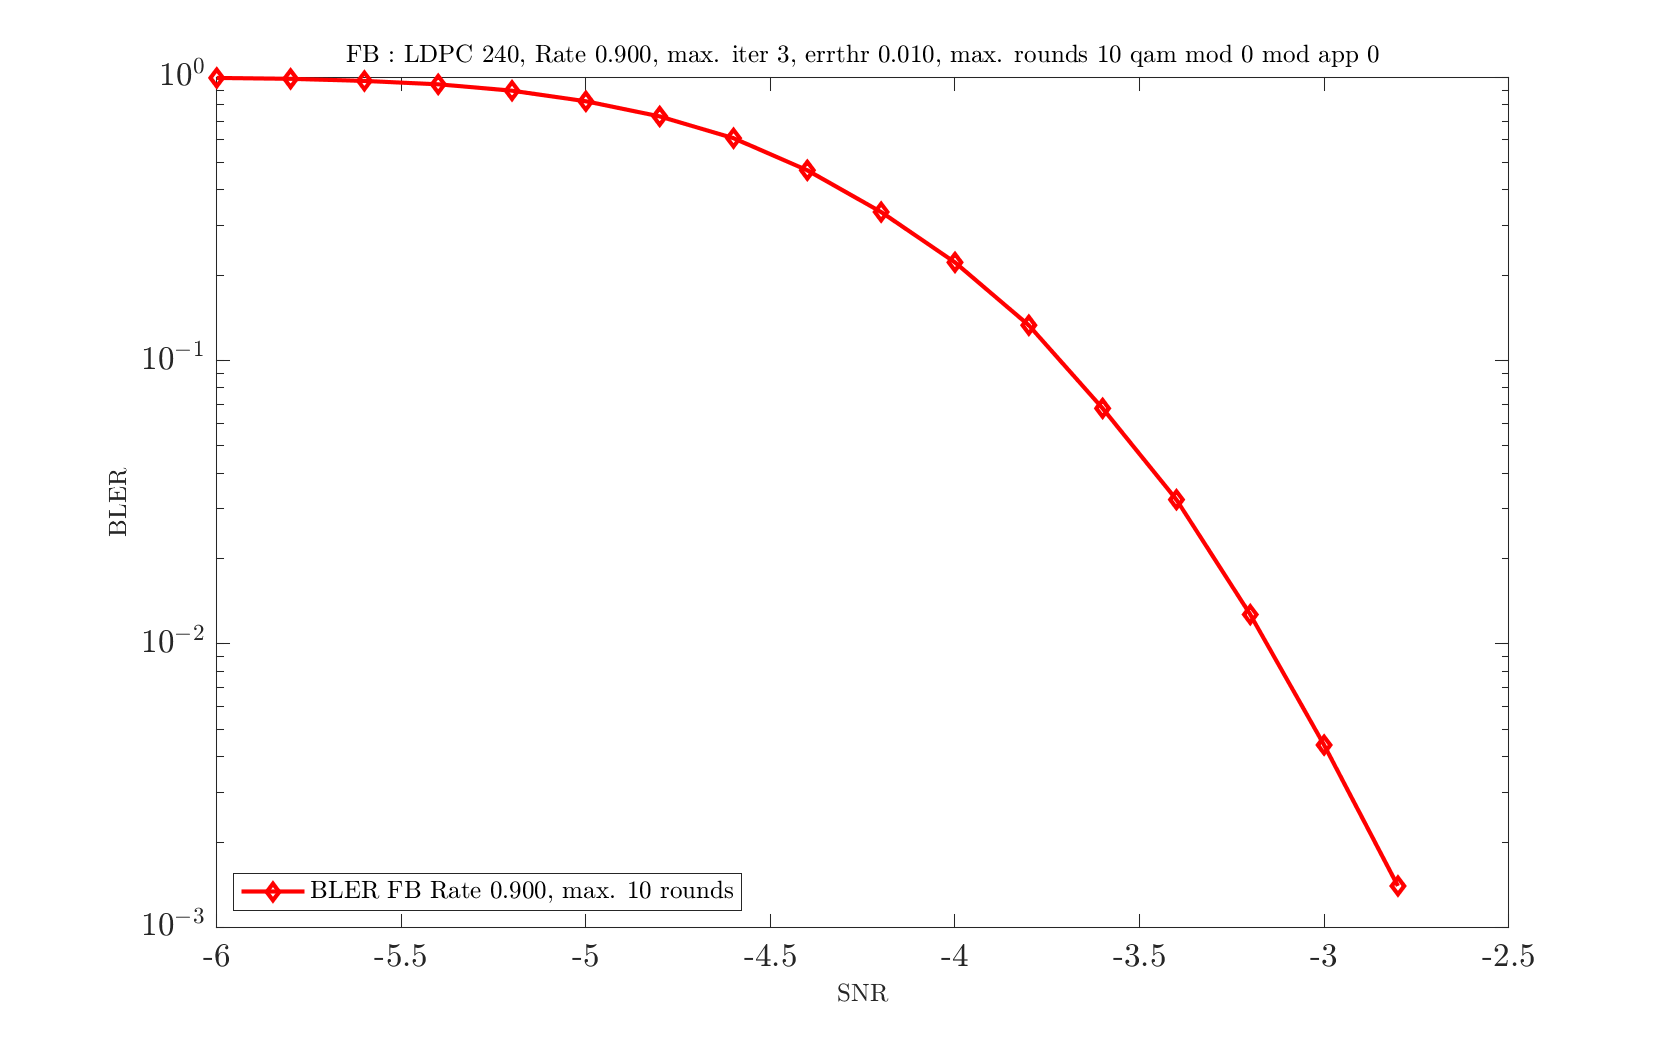 FB : LDPC 240, Rate 0.900, max. iter 3, errthr 0.010, max. rounds 10 qam mod 0 mod app 0
10^0
10^-1
10^-2
10^-3
BLER
BLER FB Rate 0.900, max. 10 rounds
-6 -5.5 -5 -4.5 -4 -3.5 -3 -2.5
SNR